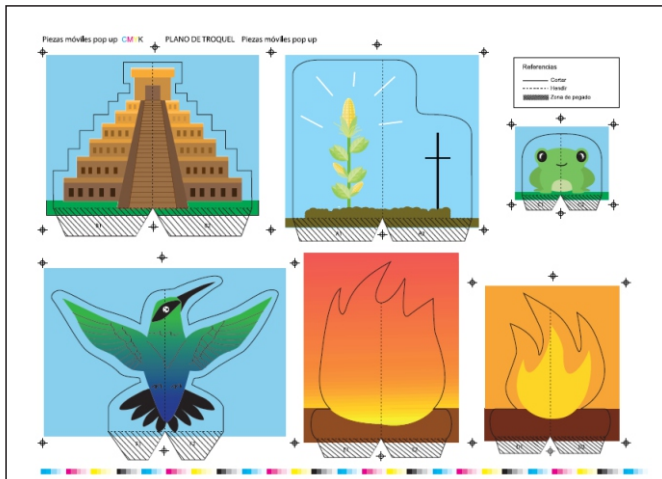 Piezas móviles pop up CMYK PLANO DE TROQUEL Piezas móviles pop up
Referencias
Cortar
Hendir
Zona de pegado